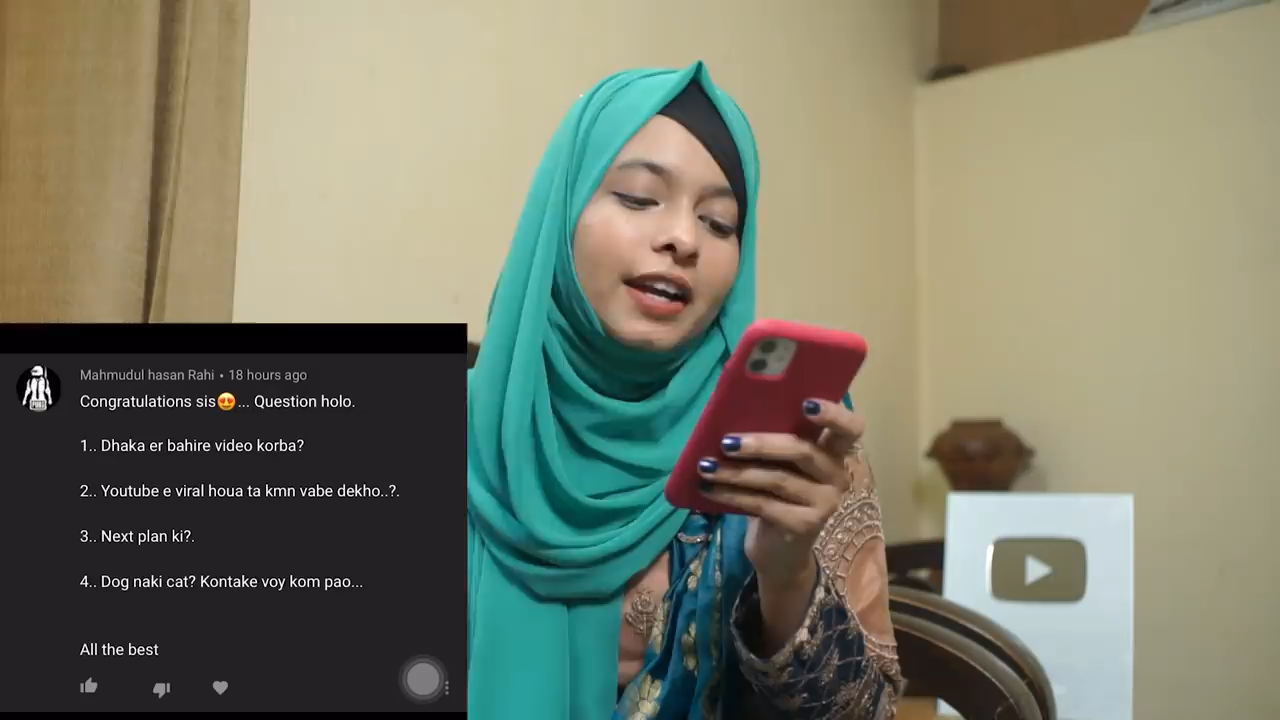 Mahmudul hasan Rahi • 18 hours ago
Congratulations sis😍... Question holo.
1.. Dhaka er bahire video korba?
2.. Youtube e viral houa ta kmn vabe dekho..?.
3.. Next plan ki?.
4.. Dog naki cat? Kontake voy kom pao...
All the best